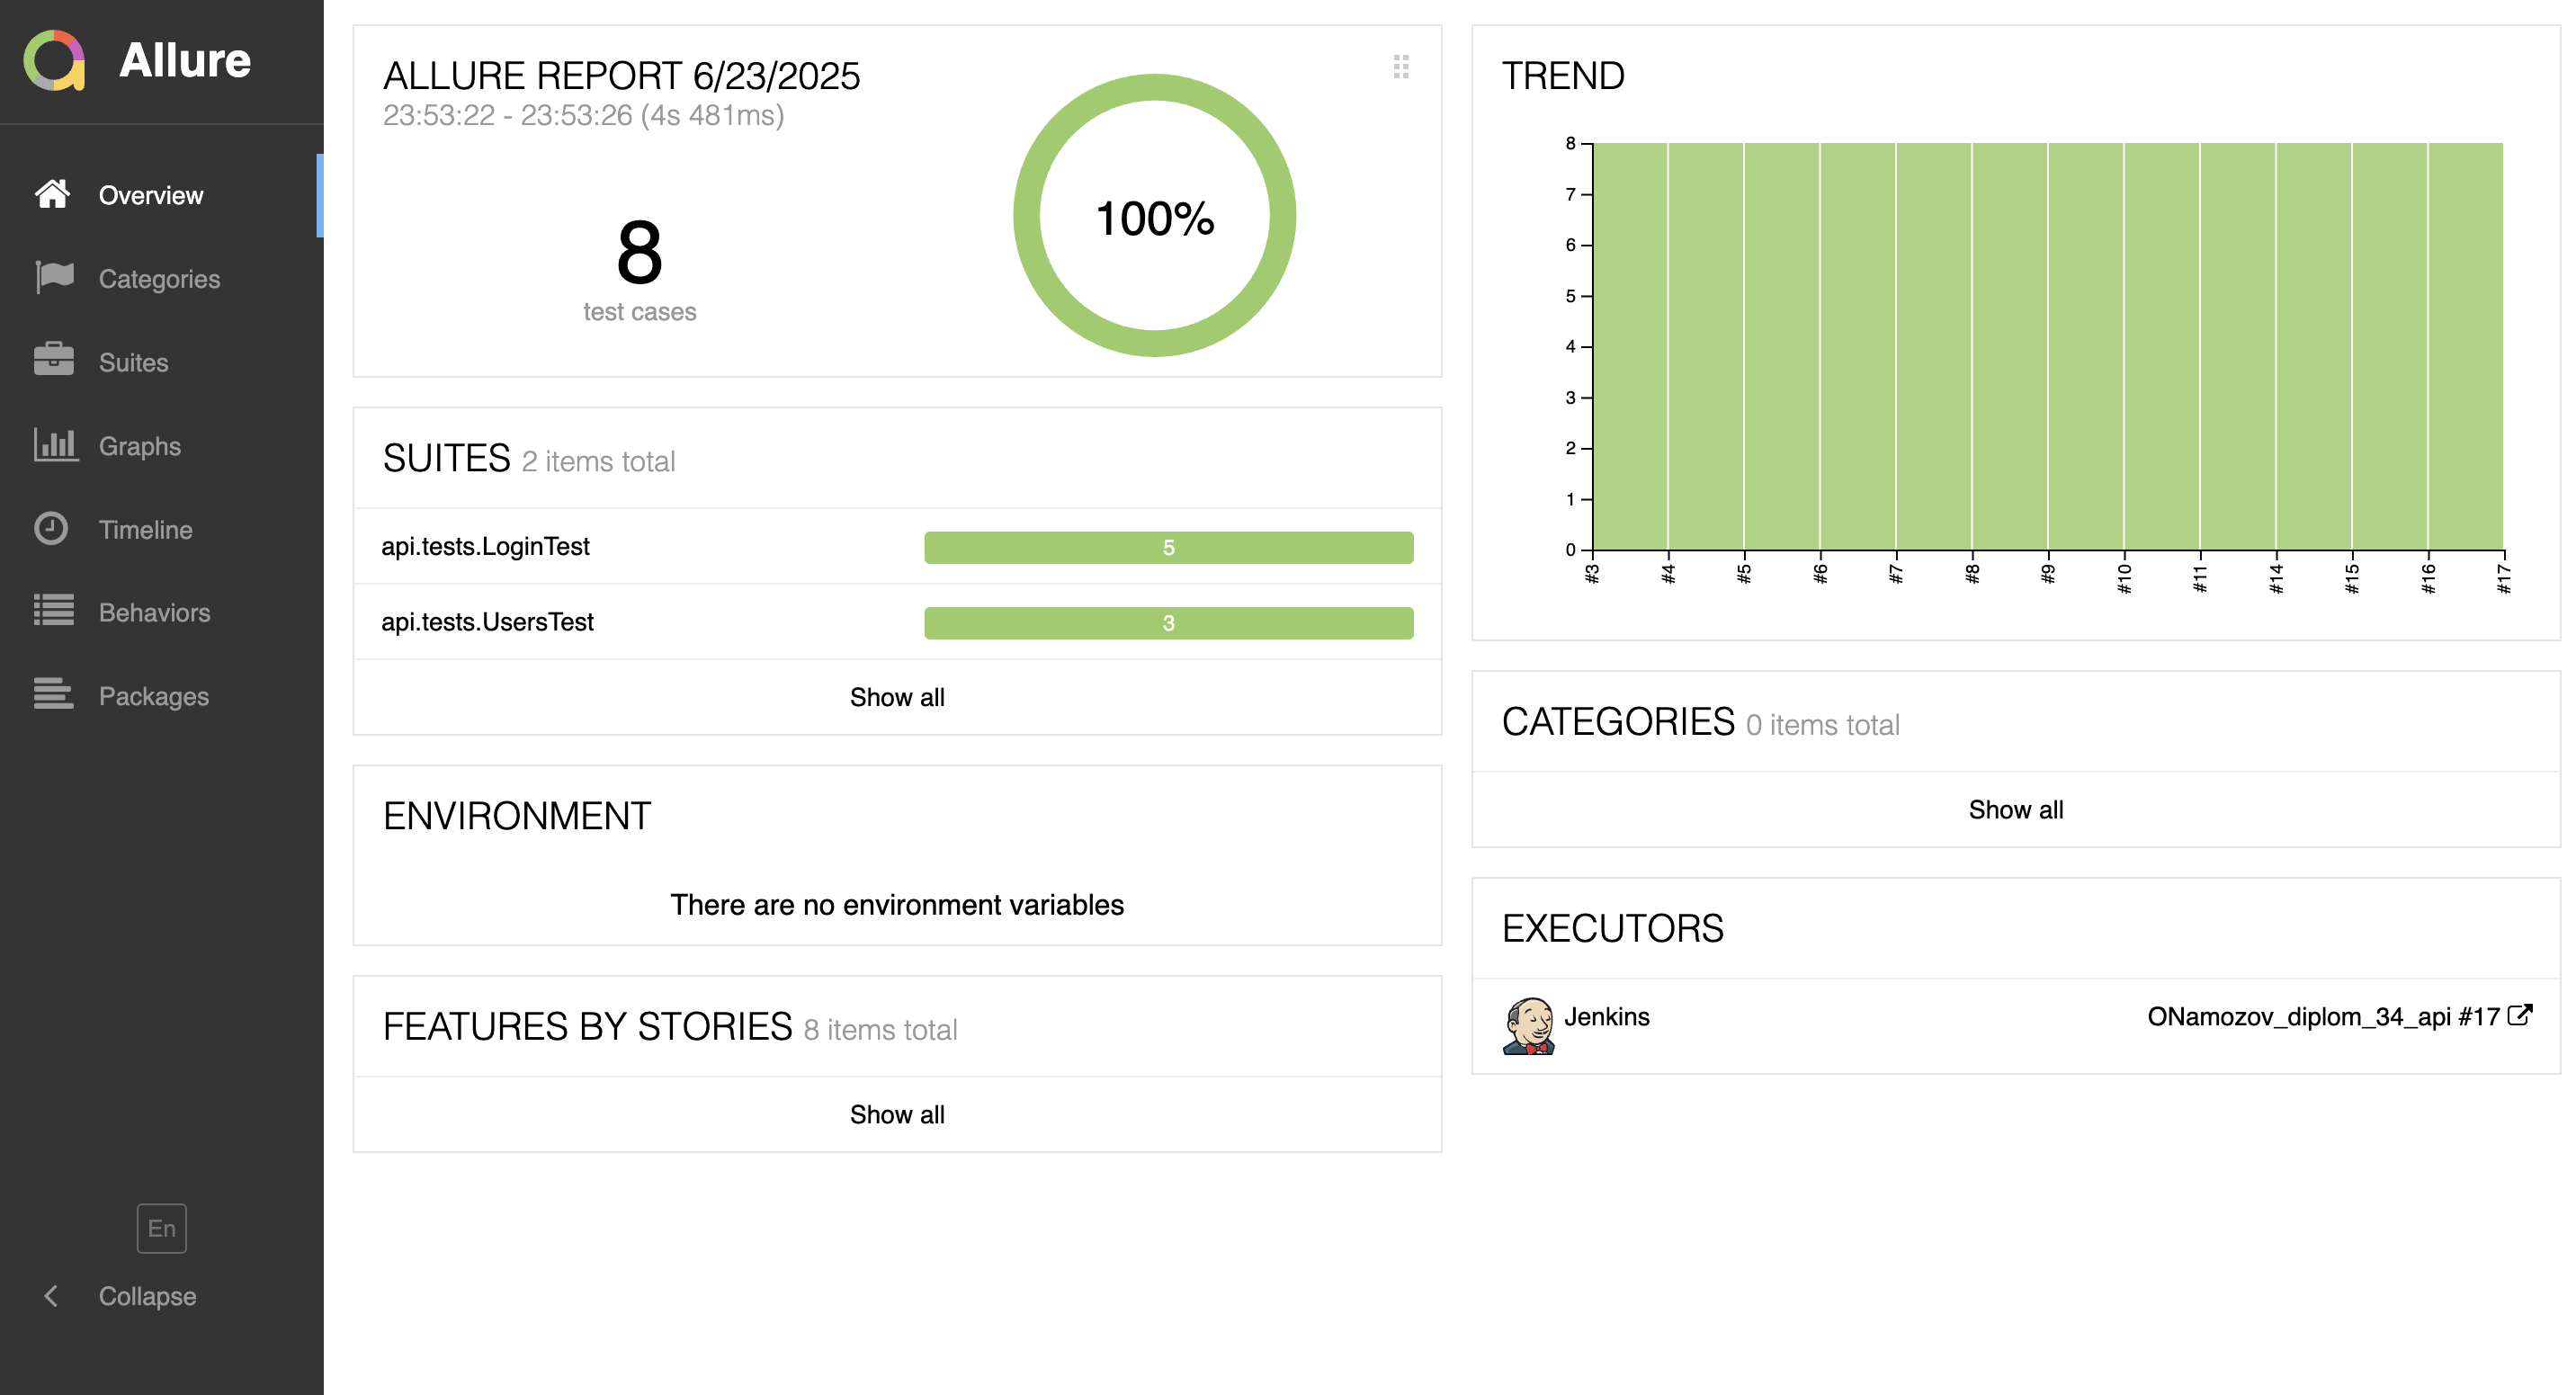 Allure
Overview
Categories
Suites
Graphs
Timeline
Behaviors
Packages
En
Collapse
ALLURE REPORT 6/23/2025
23:53:22 - 23:53:26 (4s 481ms)
8
test cases
100%
SUITES 2 items total
api.tests.LoginTest 5
api.tests.UsersTest 3
Show all
ENVIRONMENT
There are no environment variables
FEATURES BY STORIES 8 items total
Show all
TREND
8
7
6
5
4
3
2
1
0
#3 #4 #5 #6 #7 #8 #9 #10 #11 #14 #15 #16 #17
CATEGORIES 0 items total
Show all
EXECUTORS
Jenkins ONamozov_diplom_34_api #17